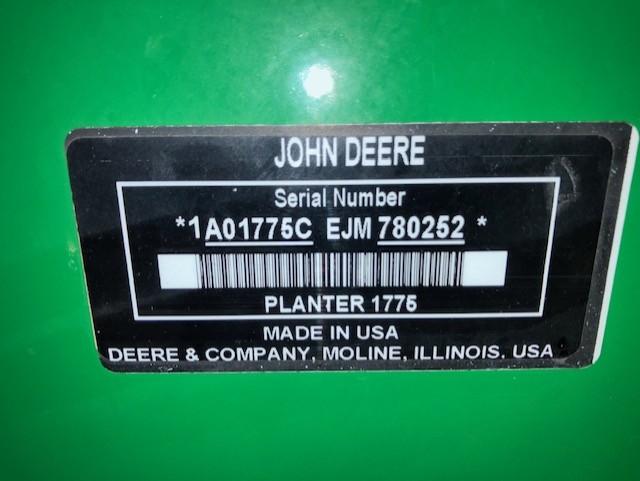 JOHN DEERE
Serial Number
*1A01775C EJM 780252 *
PLANTER 1775
MADE IN USA
DEERE & COMPANY, MOLINE, ILLINOIS, USA